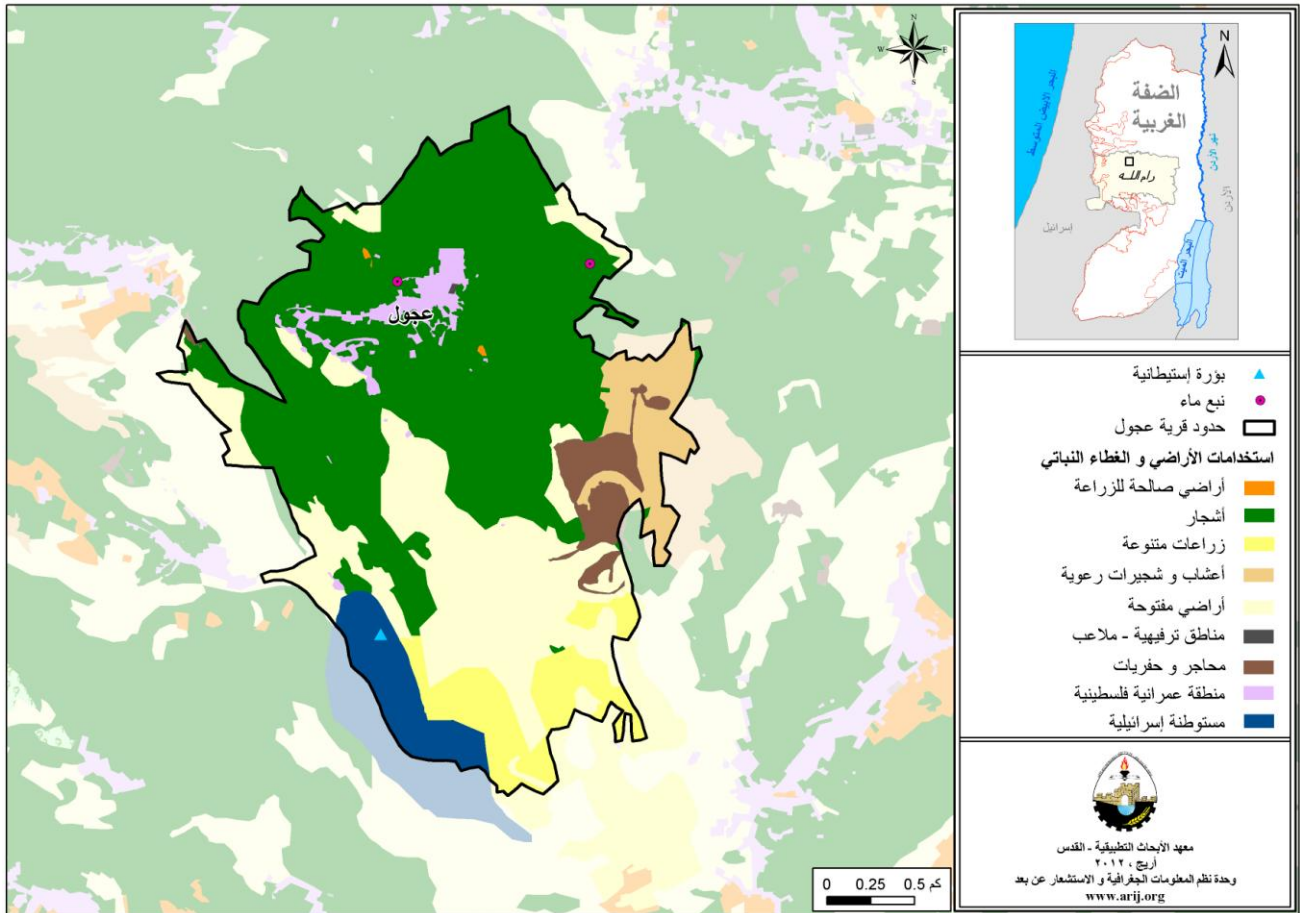 N
W
E
S
عجول
0 0.25 0.5 كم
N
البحر الابيض المتوسط
الضفة
الغربية
نهر الأردن
رام الله
الأردن
إسرائيل
البحر الميت
بؤرة إستيطانية
نبع ماء
حدود قرية عجول
استخدامات الأراضي و الغطاء النباتي
أراضي صالحة للزراعة
أشجار
زراعات متنوعة
أعشاب و شجيرات رعوية
أراضي مفتوحة
مناطق ترفيهية - ملاعب
محاجر و حفريات
منطقة عمرانية فلسطينية
مستوطنة إسرائيلية
معهد الأبحاث التطبيقية - القدس
أريج ، ٢٠١٢
وحدة نظم المعلومات الجغرافية و الاستشعار عن بعد
www.arij.org